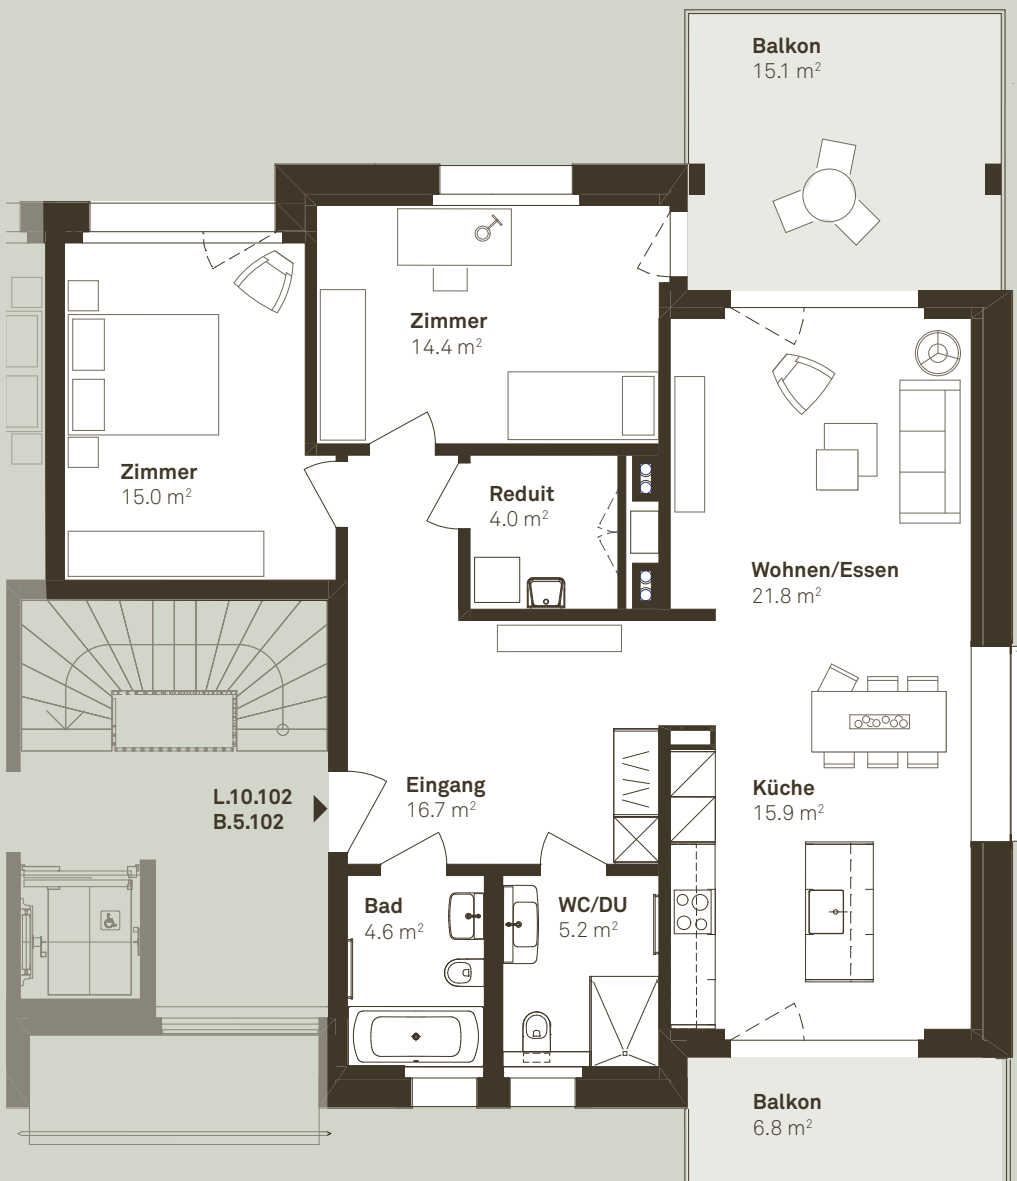 Balkon
15.1 m²
Zimmer
14.4 m²
Zimmer
15.0 m²
Reduit
4.0 m²
Wohnen/Essen
21.8 m²
L.10.102
B.5.102
Eingang
16.7 m²
Küche
15.9 m²
Bad
4.6 m²
WC/DU
5.2 m²
Balkon
6.8 m²